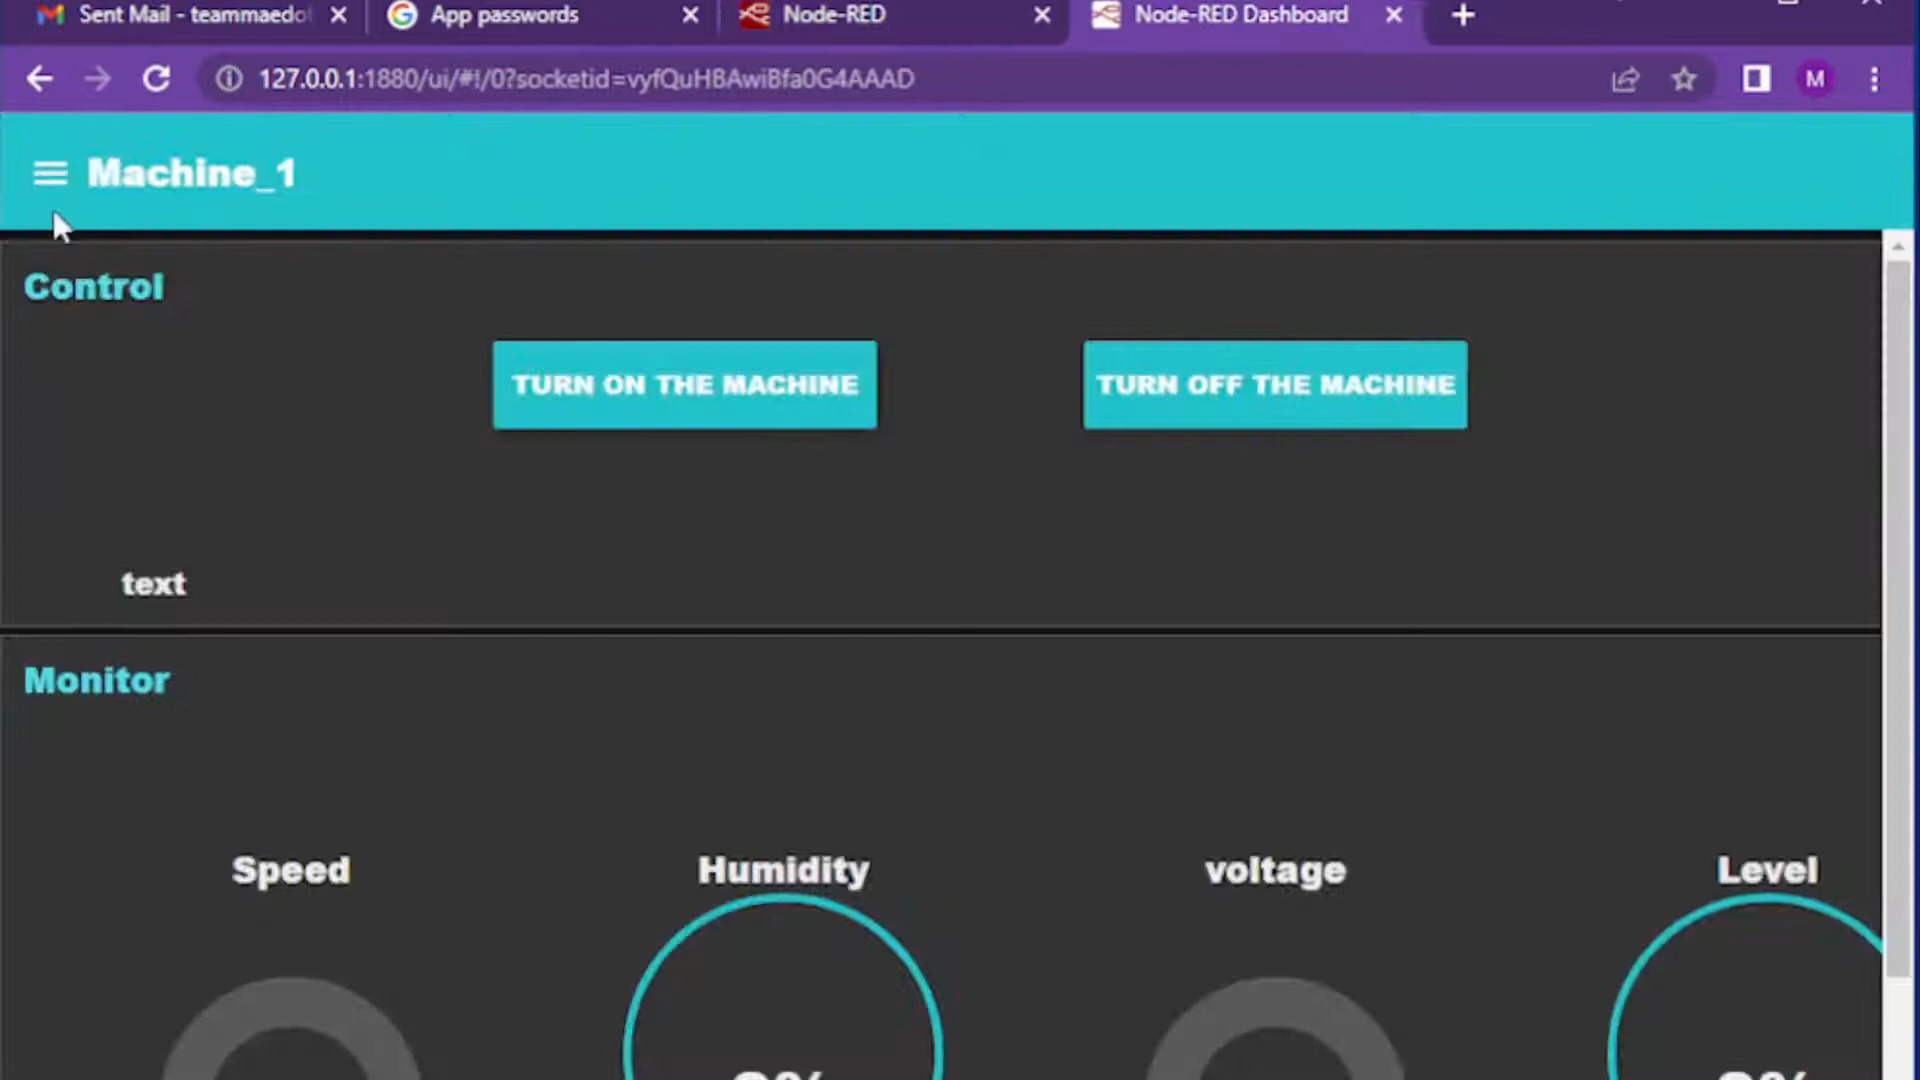 Sent Mail - teammaedo
App passwords
Node-RED
Node-RED Dashboard
127.0.0.1:1880/ui/#!/0?socketid=vyfQuHBAwiBfa0G4AAAD
M
Machine_1
Control
TURN ON THE MACHINE
TURN OFF THE MACHINE
text
Monitor
Speed
Humidity
voltage
Level